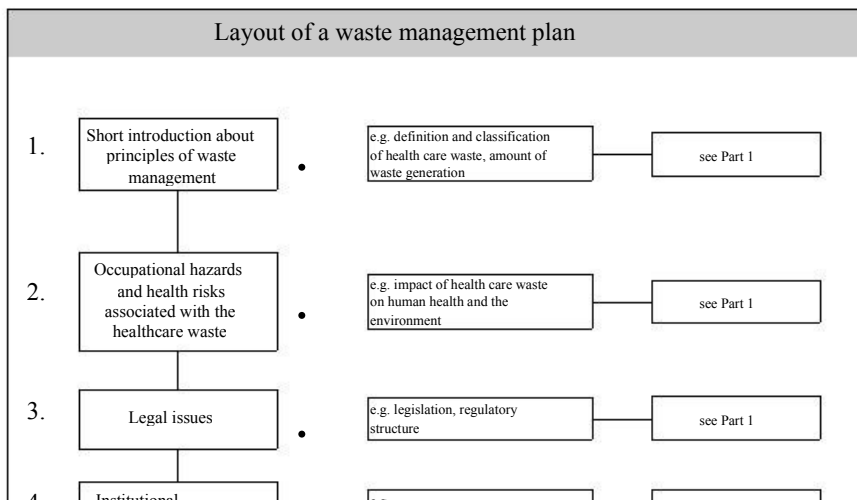 Layout of a waste management plan
1.
Short introduction about
principles of waste
management
•
e.g. definition and classification
of health care waste, amount of
waste generation
see Part 1
2.
Occupational hazards
and health risks
associated with the
healthcare waste
•
e.g. impact of health care waste
on human health and the
environment
see Part 1
3.
Legal issues
•
e.g. legislation, regulatory
structure
see Part 1
4.
Institutional